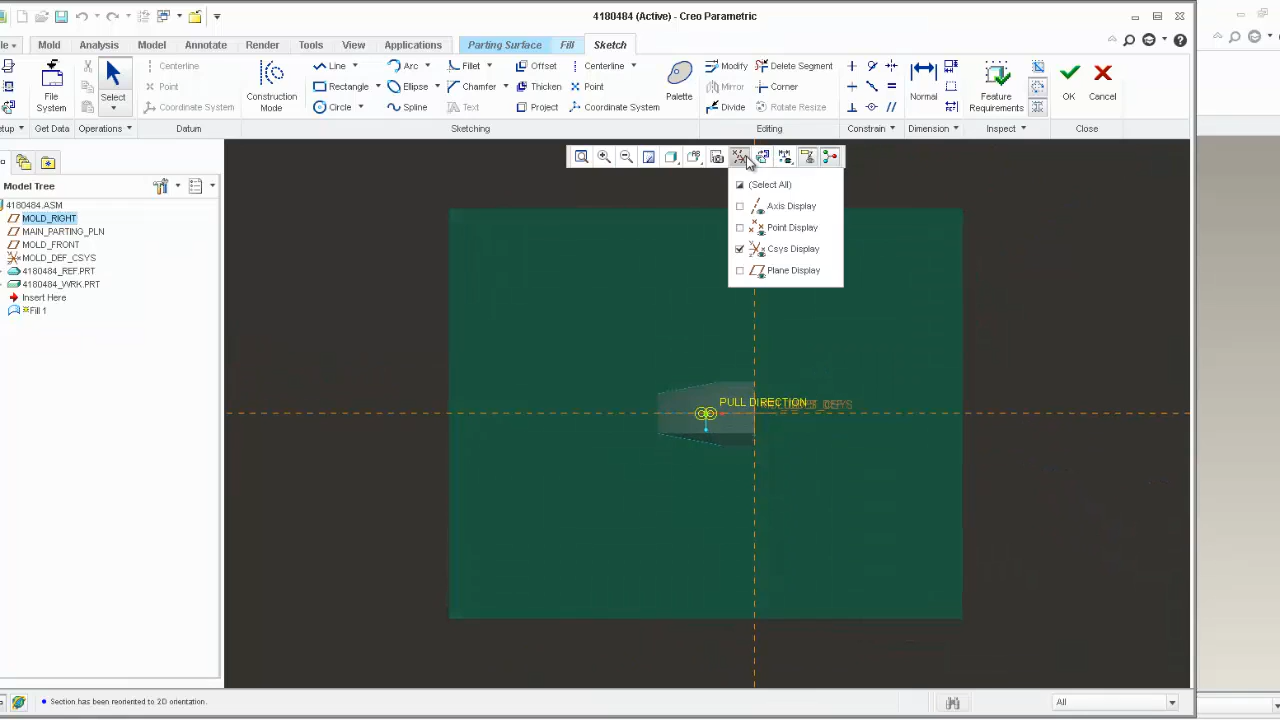 4180484 (Active) - Creo Parametric
Mold
Analysis
Model
Annotate
Render
Tools
View
Applications
Parting Surface
Fill
Sketch
File System
Select
Centerline
Point
Coordinate System
Construction Mode
Line
Rectangle
Circle
Arc
Ellipse
Spline
Fillet
Chamfer
Text
Offset
Thicken
Project
Centerline
Point
Coordinate System
Palette
Modify
Mirror
Divide
Delete Segment
Corner
Rotate Resize
Normal
Feature Requirements
OK
Cancel
Get Data
Operations
Datum
Sketching
Editing
Constrain
Dimension
Inspect
Close
Model Tree
4180484.ASM
MOLD_RIGHT
MAIN_PARTING_PLN
MOLD_FRONT
MOLD_DEF_CSYS
4180484_REF.PRT
4180484_WRK.PRT
Insert Here
Fill 1
(Select All)
Axis Display
Point Display
Csys Display
Plane Display
PULL DIRECTION
Section has been reoriented to 2D orientation.
All